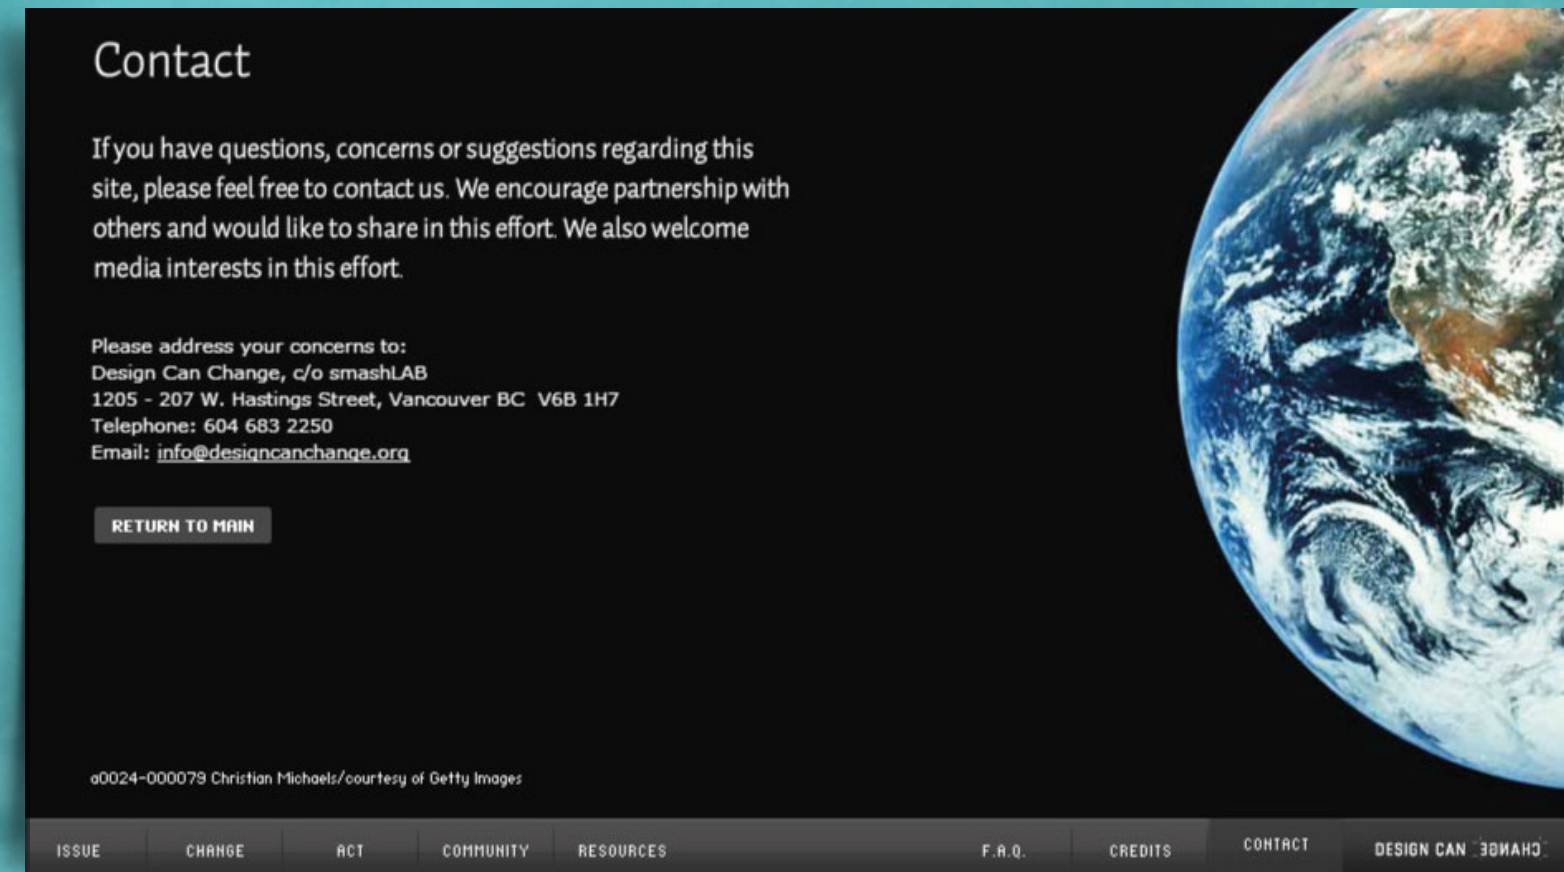 Contact
If you have questions, concerns or suggestions regarding this
site, please feel free to contact us. We encourage partnership with
others and would like to share in this effort. We also welcome
media interests in this effort.
Please address your concerns to:
Design Can Change, c/o smashLAB
1205 - 207 W. Hastings Street, Vancouver BC  V6B 1H7
Telephone: 604 683 2250
Email: info@designcanchange.org
RETURN TO MAIN
a0024-000079 Christian Michaels/courtesy of Getty Images
ISSUE CHANGE ACT COMMUNITY RESOURCES F.A.Q. CREDITS CONTACT DESIGN CAN CHANGE